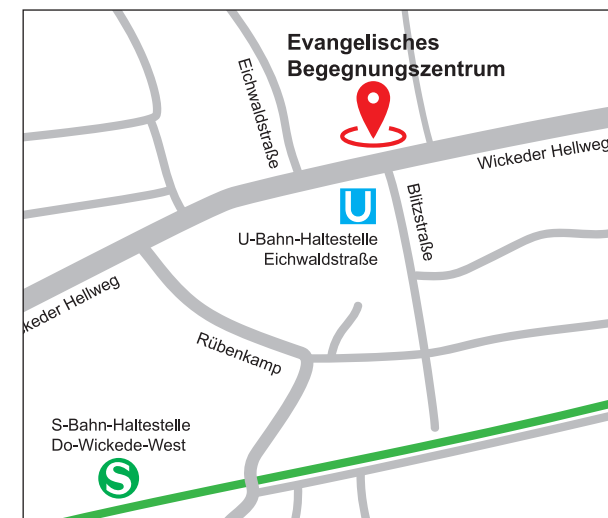 Evangelisches
Begegnungszentrum
Eichwaldstraße
Wickeder Hellweg
Blitzstraße
U
U-Bahn-Haltestelle
Eichwaldstraße
keder Hellweg
Rübenkamp
S-Bahn-Haltestelle
Do-Wickede-West
S